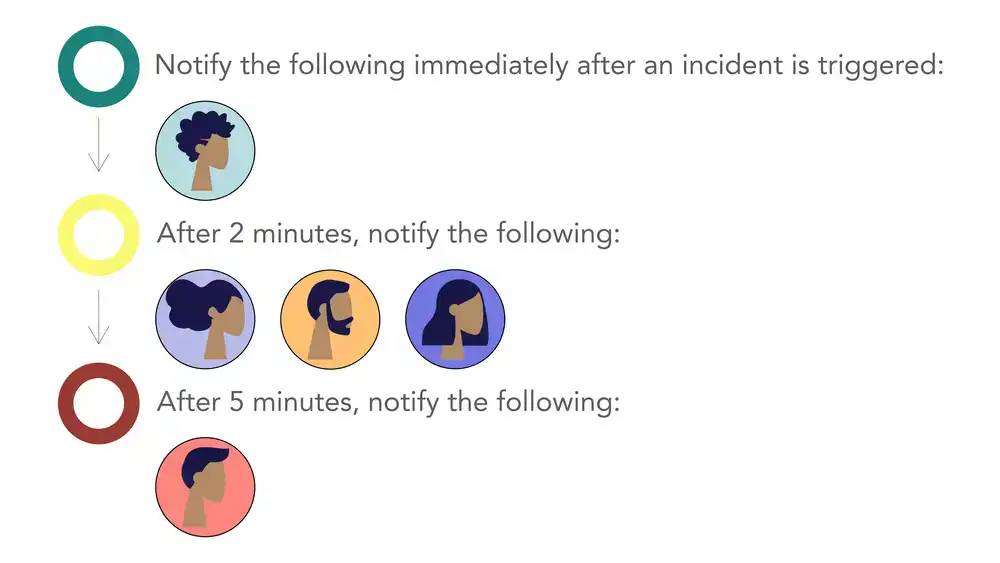 Notify the following immediately after an incident is triggered:
After 2 minutes, notify the following:
After 5 minutes, notify the following: